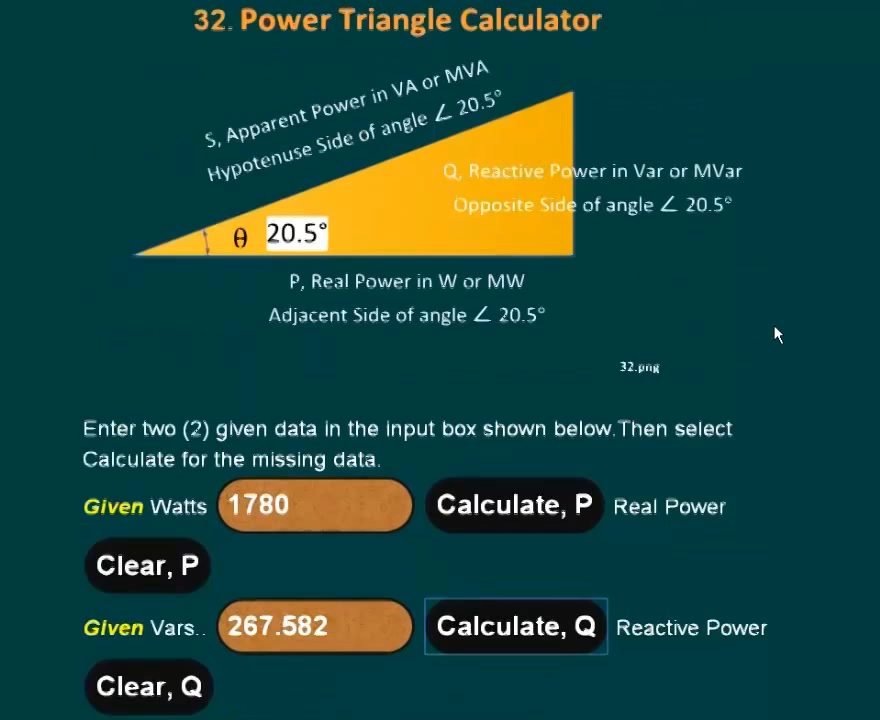 32. Power Triangle Calculator
S, Apparent Power in VA or MVA
Hypotenuse Side of angle ∠ 20.5°
Q, Reactive Power in Var or MVar
Opposite Side of angle ∠ 20.5°
θ 20.5°
P, Real Power in W or MW
Adjacent Side of angle ∠ 20.5°
32.png
Enter two (2) given data in the input box shown below.Then select
Calculate for the missing data.
Given Watts 1780 Calculate, P Real Power
Clear, P
Given Vars.. 267.582 Calculate, Q Reactive Power
Clear, Q